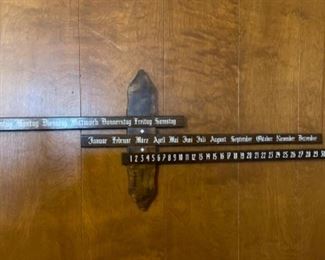 Montag Dienstag Mittwoch Donnerstag Freitag Samstag
Januar Februar März April Mai Juni Juli August September Oktober November Dezember
1 2 3 4 5 6 7 8 9 10 11 12 13 14 15 16 17 18 19 20 21 22 23 24 25 26 27 28 29 30